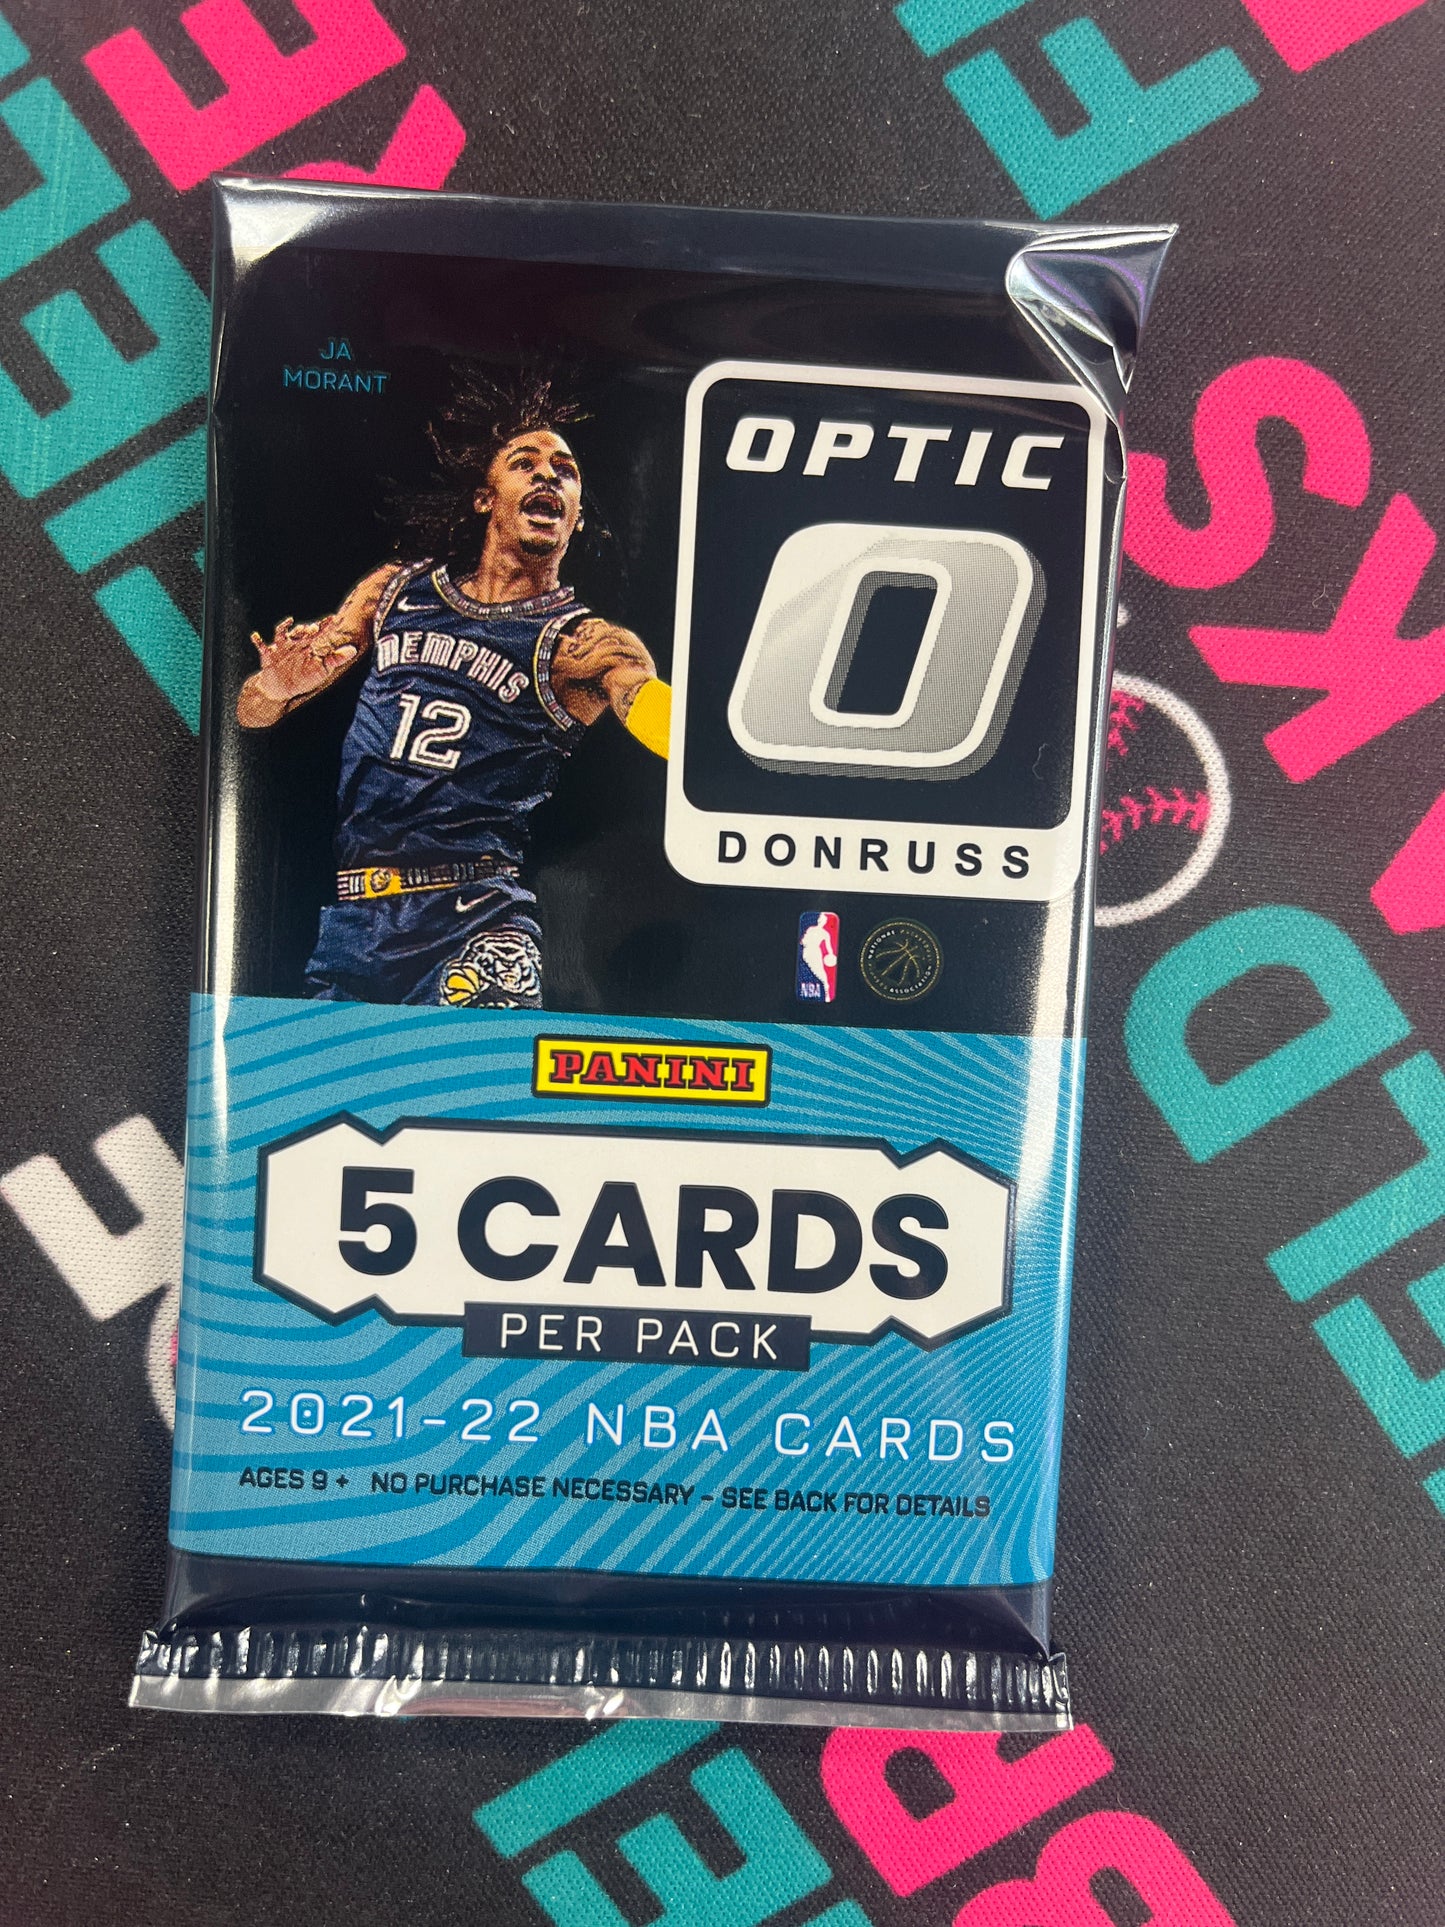 JA
MORANT
OPTIC
O
DONRUSS
MEMPHIS
12
NBA
PANINI
5 CARDS
PER PACK
2021-22 NBA CARDS
AGES 9 + NO PURCHASE NECESSARY – SEE BACK FOR DETAILS